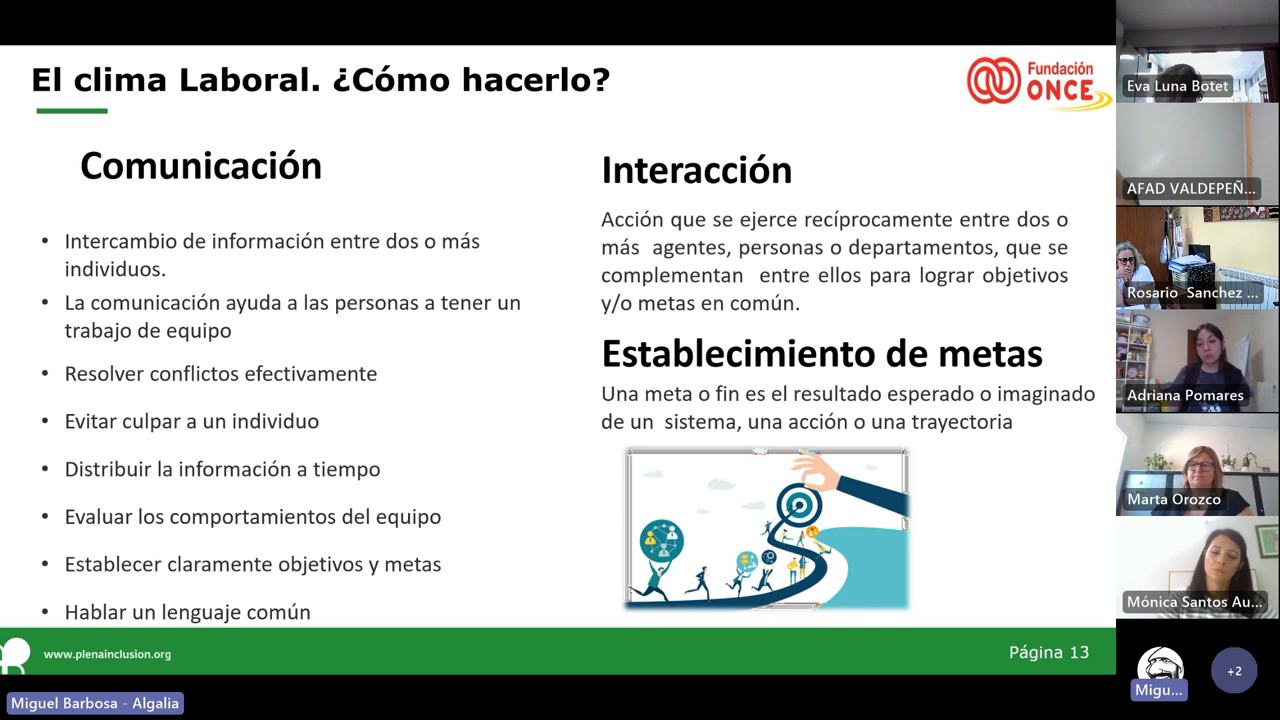 El clima Laboral. ¿Cómo hacerlo?
Fundación
ONCE
Comunicación
• Intercambio de información entre dos o más
individuos.
• La comunicación ayuda a las personas a tener un
trabajo de equipo
• Resolver conflictos efectivamente
• Evitar culpar a un individuo
• Distribuir la información a tiempo
• Evaluar los comportamientos del equipo
• Establecer claramente objetivos y metas
• Hablar un lenguaje común
Interacción
Acción que se ejerce recíprocamente entre dos o
más agentes, personas o departamentos, que se
complementan entre ellos para lograr objetivos
y/o metas en común.
Establecimiento de metas
Una meta o fin es el resultado esperado o imaginado
de un sistema, una acción o una trayectoria
www.plenainclusion.org
Página 13
Miguel Barbosa - Algalia
Eva Luna Botet
AFAD VALDEPEÑ...
Rosario Sanchez ...
Adriana Pomares
Marta Orozco
Mónica Santos Au...
Migu...
+2